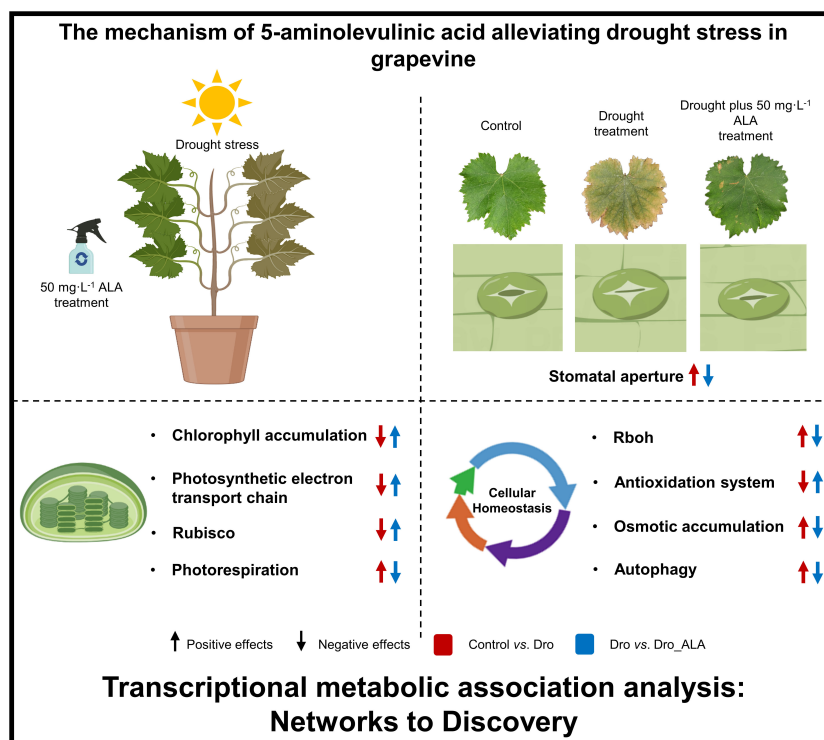 The mechanism of 5-aminolevulinic acid alleviating drought stress in
grapevine
Drought stress
50 mg·L⁻¹ ALA
treatment
Control
Drought
treatment
Drought plus 50 mg·L⁻¹
ALA
treatment
Stomatal aperture
• Chlorophyll accumulation
• Photosynthetic electron
transport chain
• Rubisco
• Photorespiration
Cellular
Homeostasis
• Rboh
• Antioxidation system
• Osmotic accumulation
• Autophagy
Positive effects
Negative effects
Control vs. Dro
Dro vs. Dro_ALA
Transcriptional metabolic association analysis:
Networks to Discovery